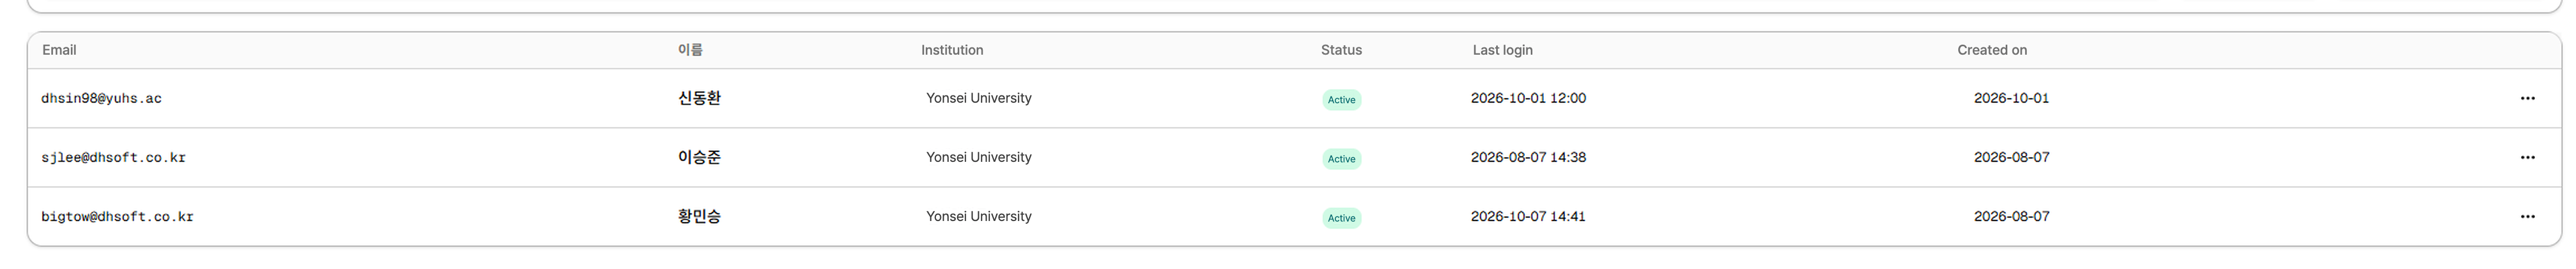 Email 이름 Institution Status Last login Created on
dhsin98@yuhs.ac 신동환 Yonsei University Active 2026-10-01 12:00 2026-10-01 ···
sjlee@dhsoft.co.kr 이승준 Yonsei University Active 2026-08-07 14:38 2026-08-07 ···
bigtow@dhsoft.co.kr 황민승 Yonsei University Active 2026-10-07 14:41 2026-08-07 ···